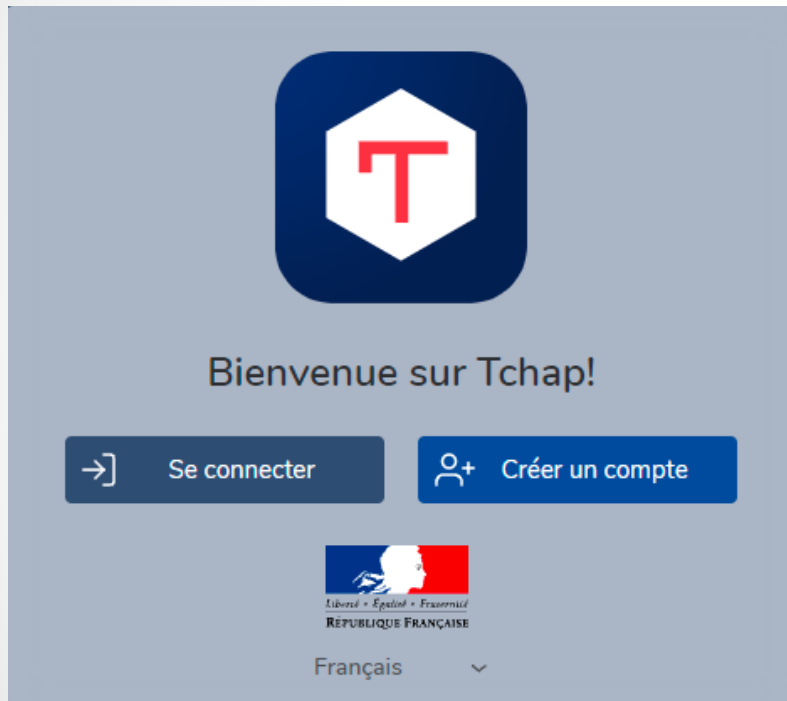 T
Bienvenue sur Tchap!
Se connecter
Créer un compte
Liberté • Égalité • Fraternité
RÉPUBLIQUE FRANÇAISE
Français